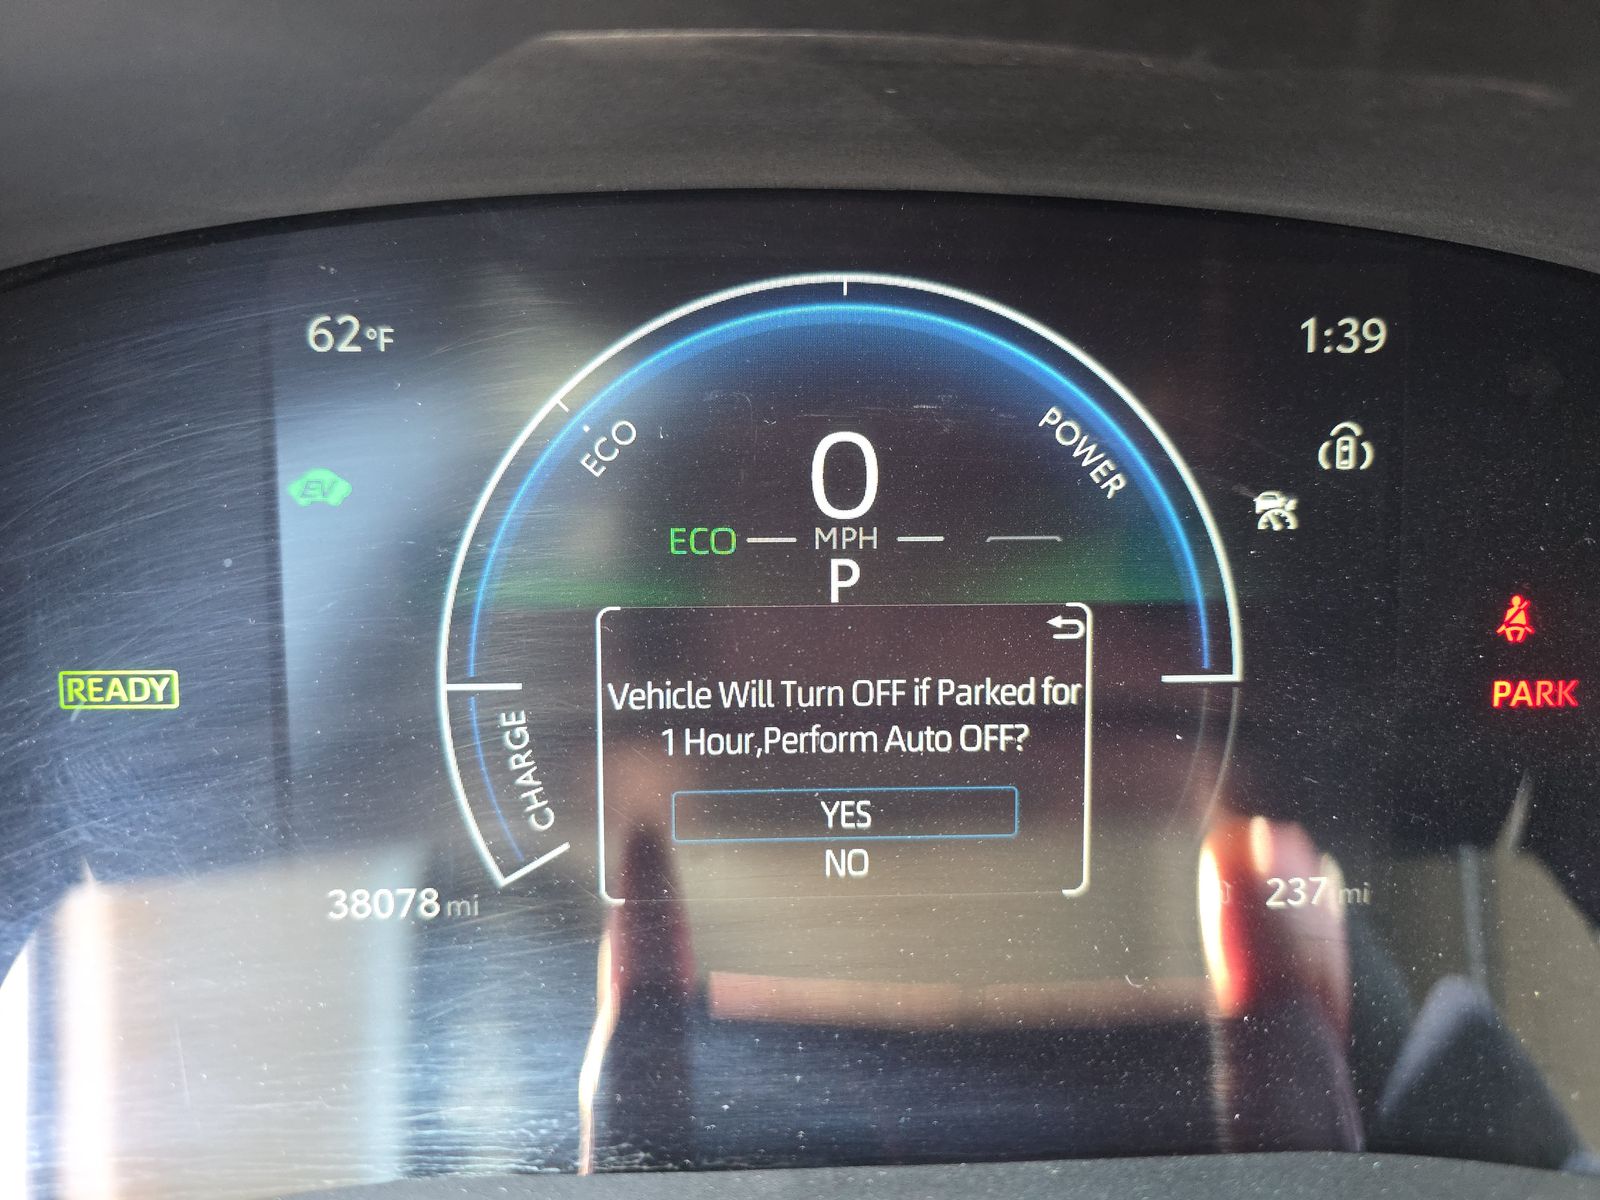 62°F
1:39
ECO
POWER
0
EV
ECO
MPH
P
READY
PARK
Vehicle Will Turn OFF if Parked for
1 Hour,Perform Auto OFF?
CHARGE
YES
NO
38078 mi
237 mi